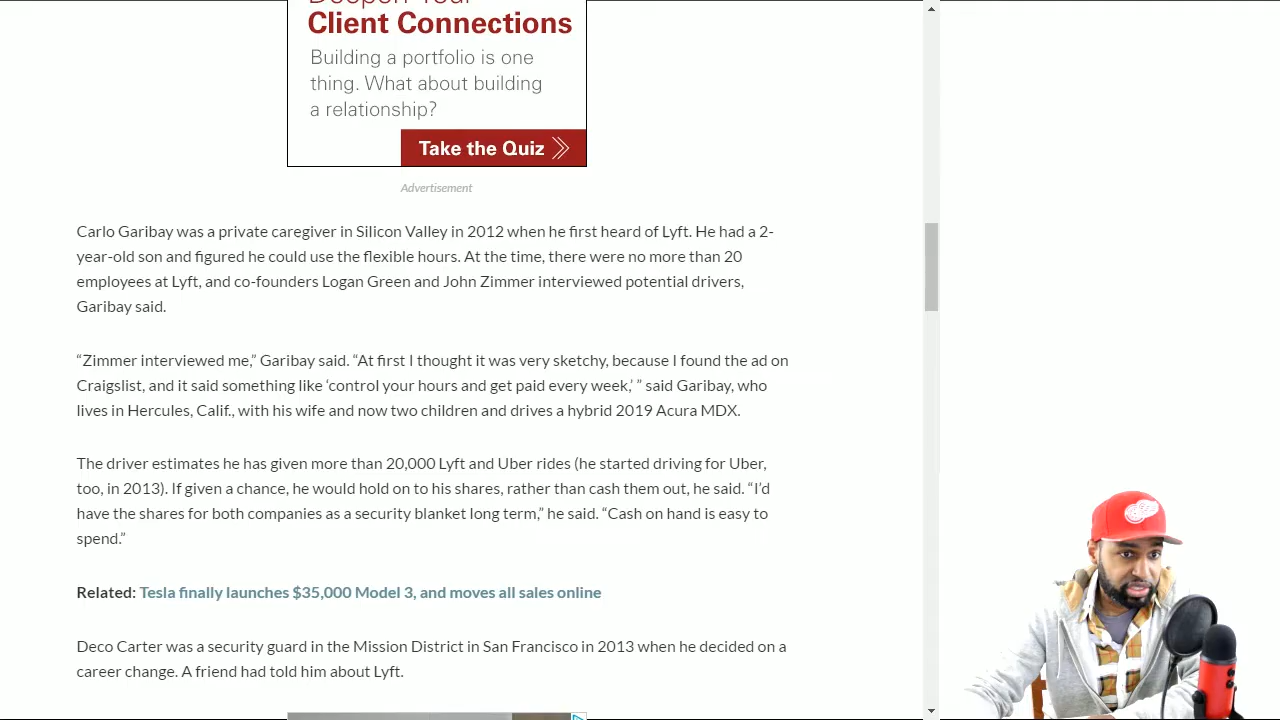 Deepen Your
Client Connections
Building a portfolio is one
thing. What about building
a relationship?
Take the Quiz
Advertisement
Carlo Garibay was a private caregiver in Silicon Valley in 2012 when he first heard of Lyft. He had a 2-
year-old son and figured he could use the flexible hours. At the time, there were no more than 20
employees at Lyft, and co-founders Logan Green and John Zimmer interviewed potential drivers,
Garibay said.
“Zimmer interviewed me,” Garibay said. “At first I thought it was very sketchy, because I found the ad on
Craigslist, and it said something like ‘control your hours and get paid every week,’ ” said Garibay, who
lives in Hercules, Calif., with his wife and now two children and drives a hybrid 2019 Acura MDX.
The driver estimates he has given more than 20,000 Lyft and Uber rides (he started driving for Uber,
too, in 2013). If given a chance, he would hold on to his shares, rather than cash them out, he said. “I’d
have the shares for both companies as a security blanket long term,” he said. “Cash on hand is easy to
spend.”
Related: Tesla finally launches $35,000 Model 3, and moves all sales online
Deco Carter was a security guard in the Mission District in San Francisco in 2013 when he decided on a
career change. A friend had told him about Lyft.